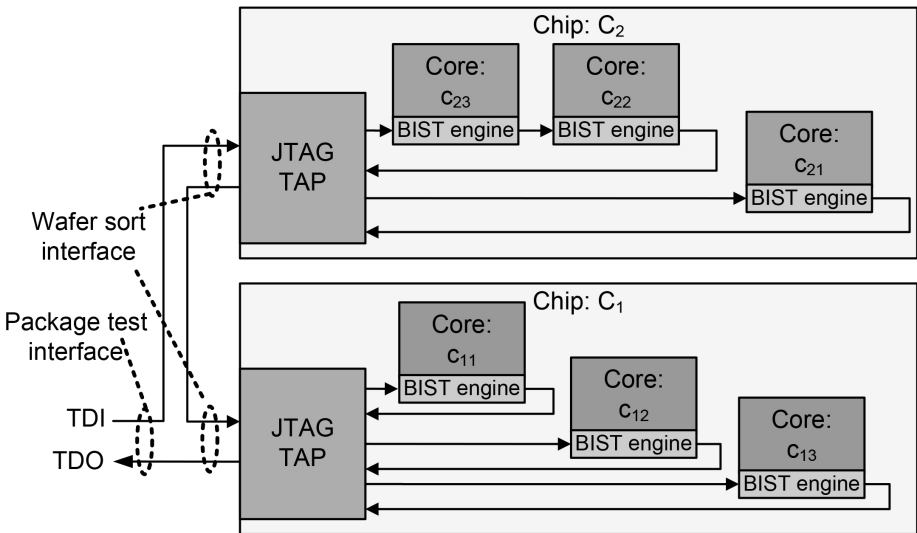 Chip: C₂
Core:
c₂₃
BIST engine
Core:
c₂₂
BIST engine
Core:
c₂₁
BIST engine
JTAG
TAP
Wafer sort
interface
Package test
interface
TDI
TDO
Chip: C₁
JTAG
TAP
Core:
c₁₁
BIST engine
Core:
c₁₂
BIST engine
Core:
c₁₃
BIST engine